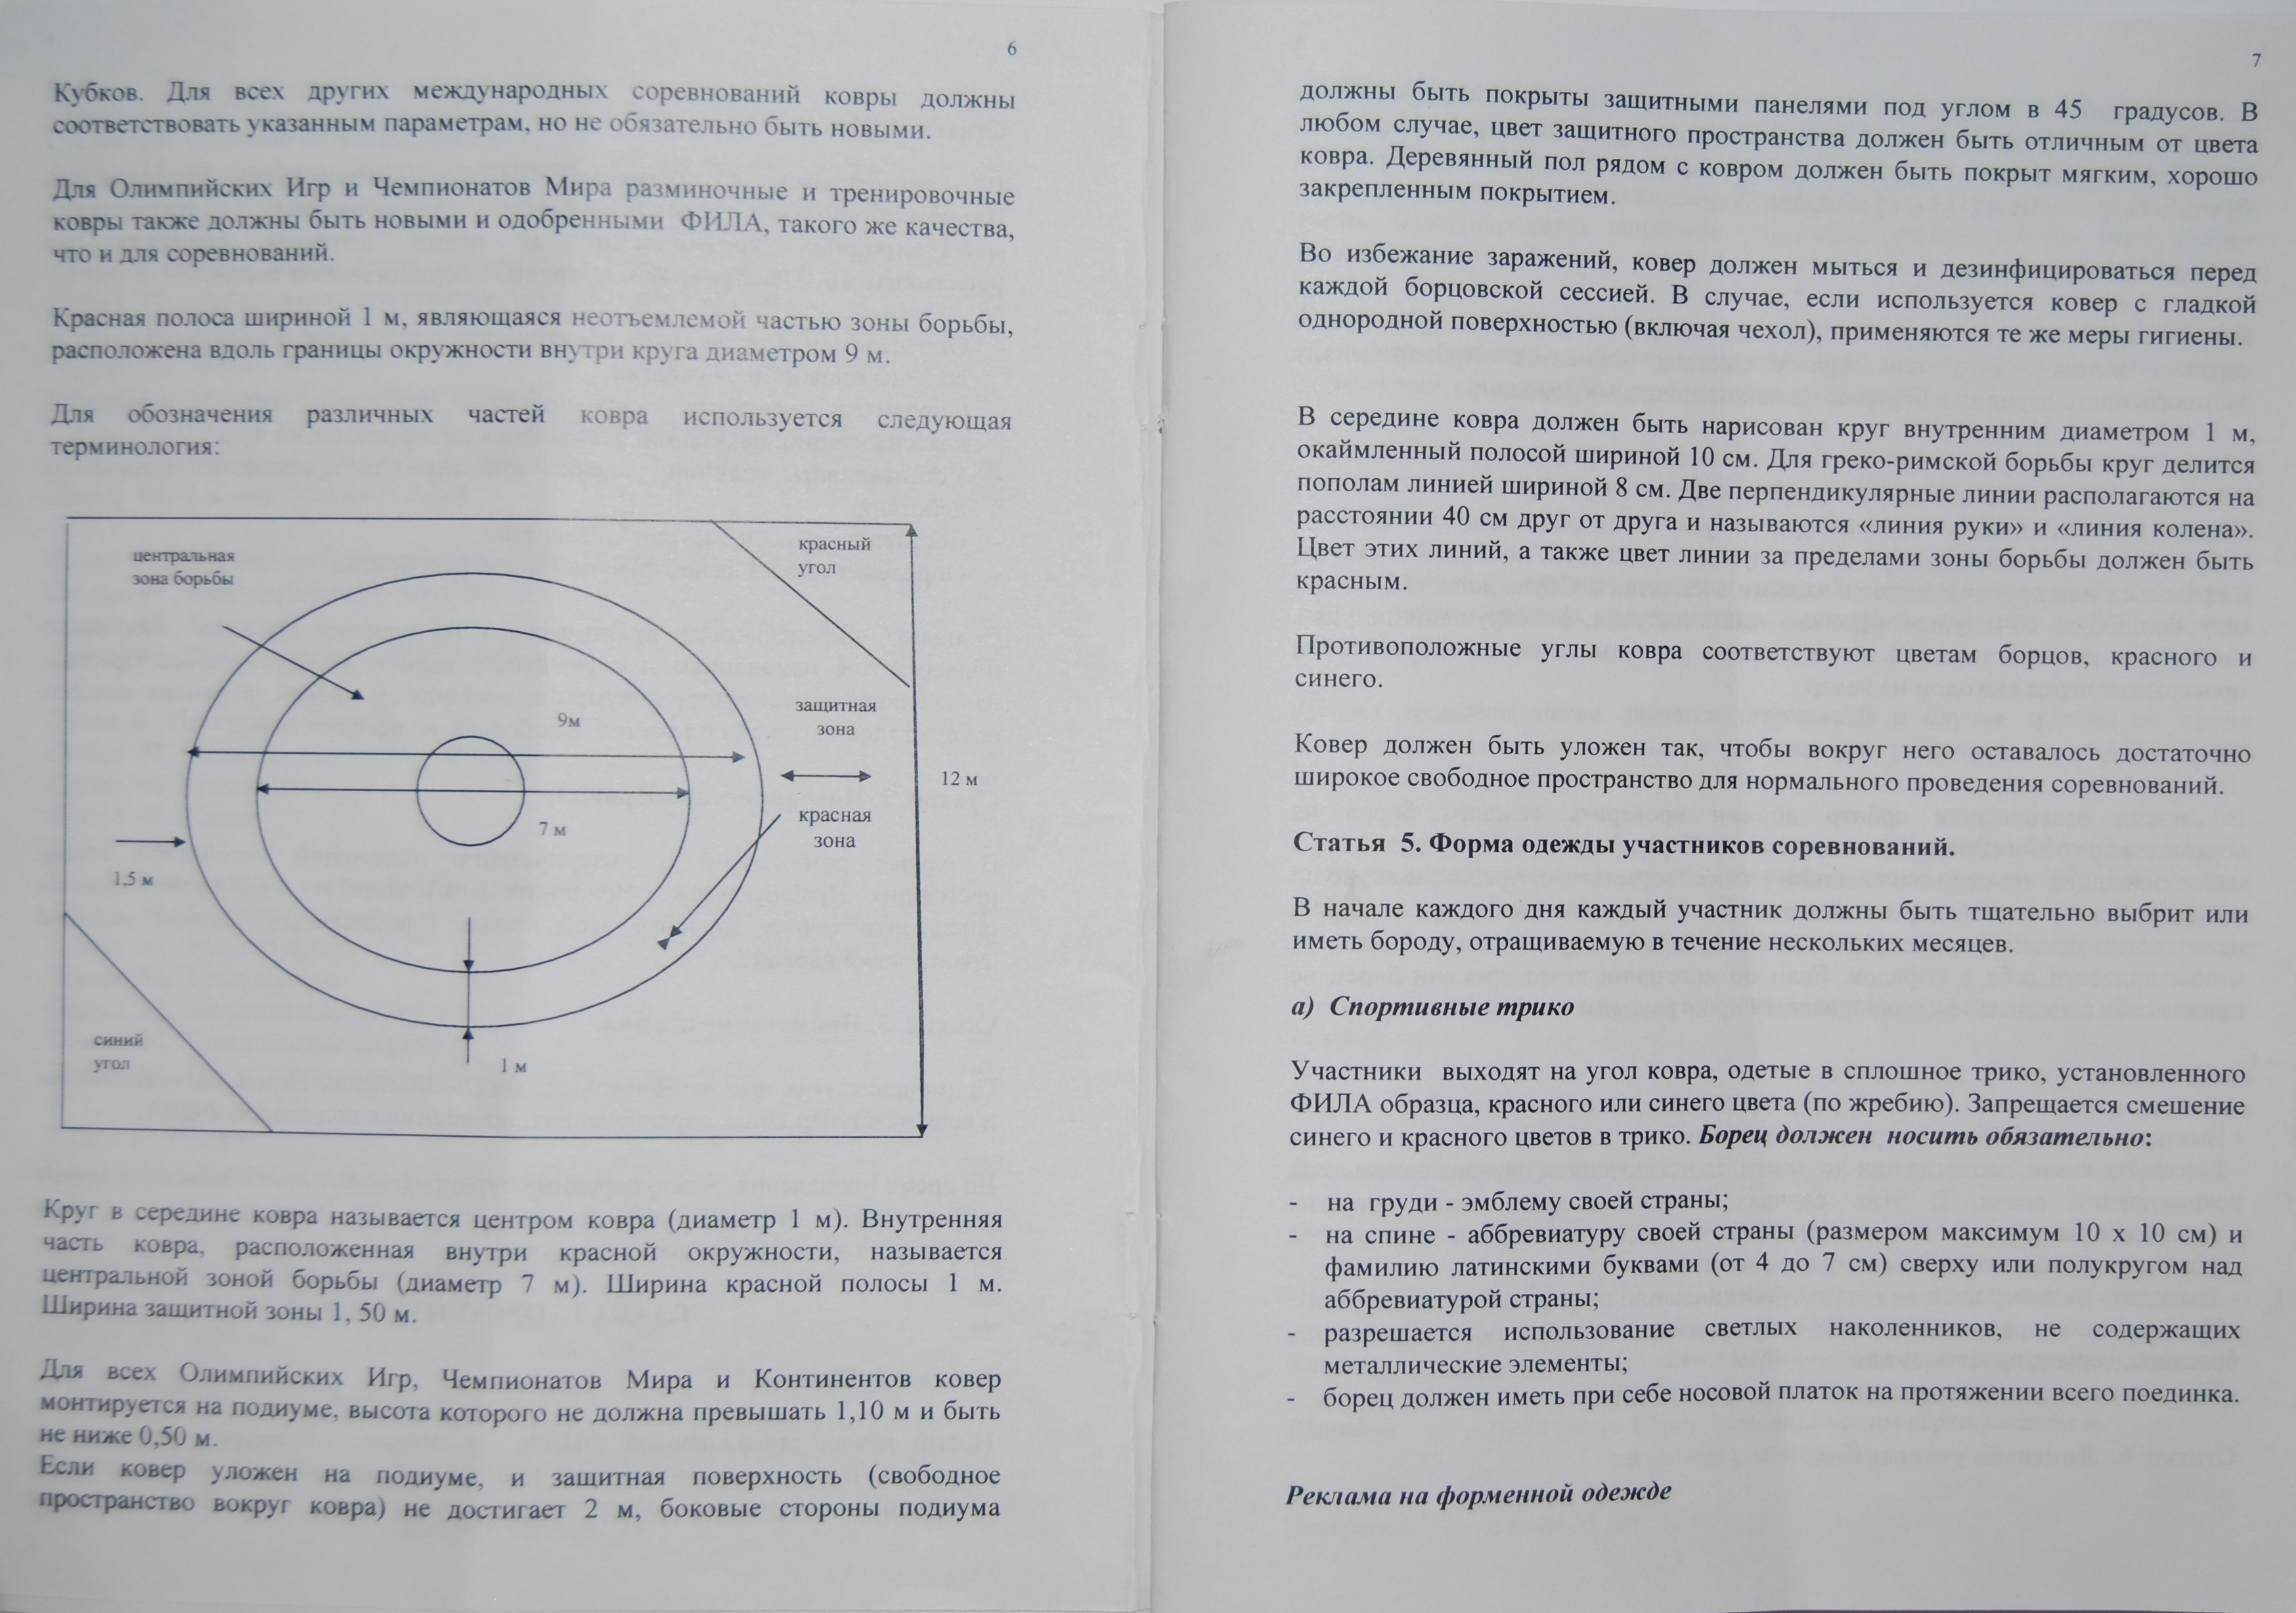 6
Кубков. Для всех других международных соревнований ковры должны
соответствовать указанным параметрам, но не обязательно быть новыми.
Для Олимпийских Игр и Чемпионатов Мира разминочные и тренировочные
ковры также должны быть новыми и одобренными ФИЛА, такого же качества,
что и для соревнований.
Красная полоса шириной 1 м, являющаяся неотъемлемой частью зоны борьбы,
расположена вдоль границы окружности внутри круга диаметром 9 м.
Для обозначения различных частей ковра используется следующая
терминология:
центральная
зона борьбы
красный
угол
9м
защитная
зона
12 м
7 м
красная
зона
1,5 м
синий
угол
1 м
Круг в середине ковра называется центром ковра (диаметр 1 м). Внутренняя
часть ковра, расположенная внутри красной окружности, называется
центральной зоной борьбы (диаметр 7 м). Ширина красной полосы 1 м.
Ширина защитной зоны 1, 50 м.
Для всех Олимпийских Игр, Чемпионатов Мира и Континентов ковер
монтируется на подиуме, высота которого не должна превышать 1,10 м и быть
не ниже 0,50 м.
Если ковер уложен на подиуме, и защитная поверхность (свободное
пространство вокруг ковра) не достигает 2 м, боковые стороны подиума
7
должны быть покрыты защитными панелями под углом в 45 градусов. В
любом случае, цвет защитного пространства должен быть отличным от цвета
ковра. Деревянный пол рядом с ковром должен быть покрыт мягким, хорошо
закрепленным покрытием.
Во избежание заражений, ковер должен мыться и дезинфицироваться перед
каждой борцовской сессией. В случае, если используется ковер с гладкой
однородной поверхностью (включая чехол), применяются те же меры гигиены.
В середине ковра должен быть нарисован круг внутренним диаметром 1 м,
окаймленный полосой шириной 10 см. Для греко-римской борьбы круг делится
пополам линией шириной 8 см. Две перпендикулярные линии располагаются на
расстоянии 40 см друг от друга и называются «линия руки» и «линия колена».
Цвет этих линий, а также цвет линии за пределами зоны борьбы должен быть
красным.
Противоположные углы ковра соответствуют цветам борцов, красного и
синего.
Ковер должен быть уложен так, чтобы вокруг него оставалось достаточно
широкое свободное пространство для нормального проведения соревнований.
Статья 5. Форма одежды участников соревнований.
В начале каждого дня каждый участник должны быть тщательно выбрит или
иметь бороду, отращиваемую в течение нескольких месяцев.
а) Спортивные трико
Участники выходят на угол ковра, одетые в сплошное трико, установленного
ФИЛА образца, красного или синего цвета (по жребию). Запрещается смешение
синего и красного цветов в трико. Борец должен носить обязательно:
- на груди - эмблему своей страны;
- на спине - аббревиатуру своей страны (размером максимум 10 х 10 см) и
фамилию латинскими буквами (от 4 до 7 см) сверху или полукругом над
аббревиатурой страны;
- разрешается использование светлых наколенников, не содержащих
металлические элементы;
- борец должен иметь при себе носовой платок на протяжении всего поединка.
Реклама на форменной одежде